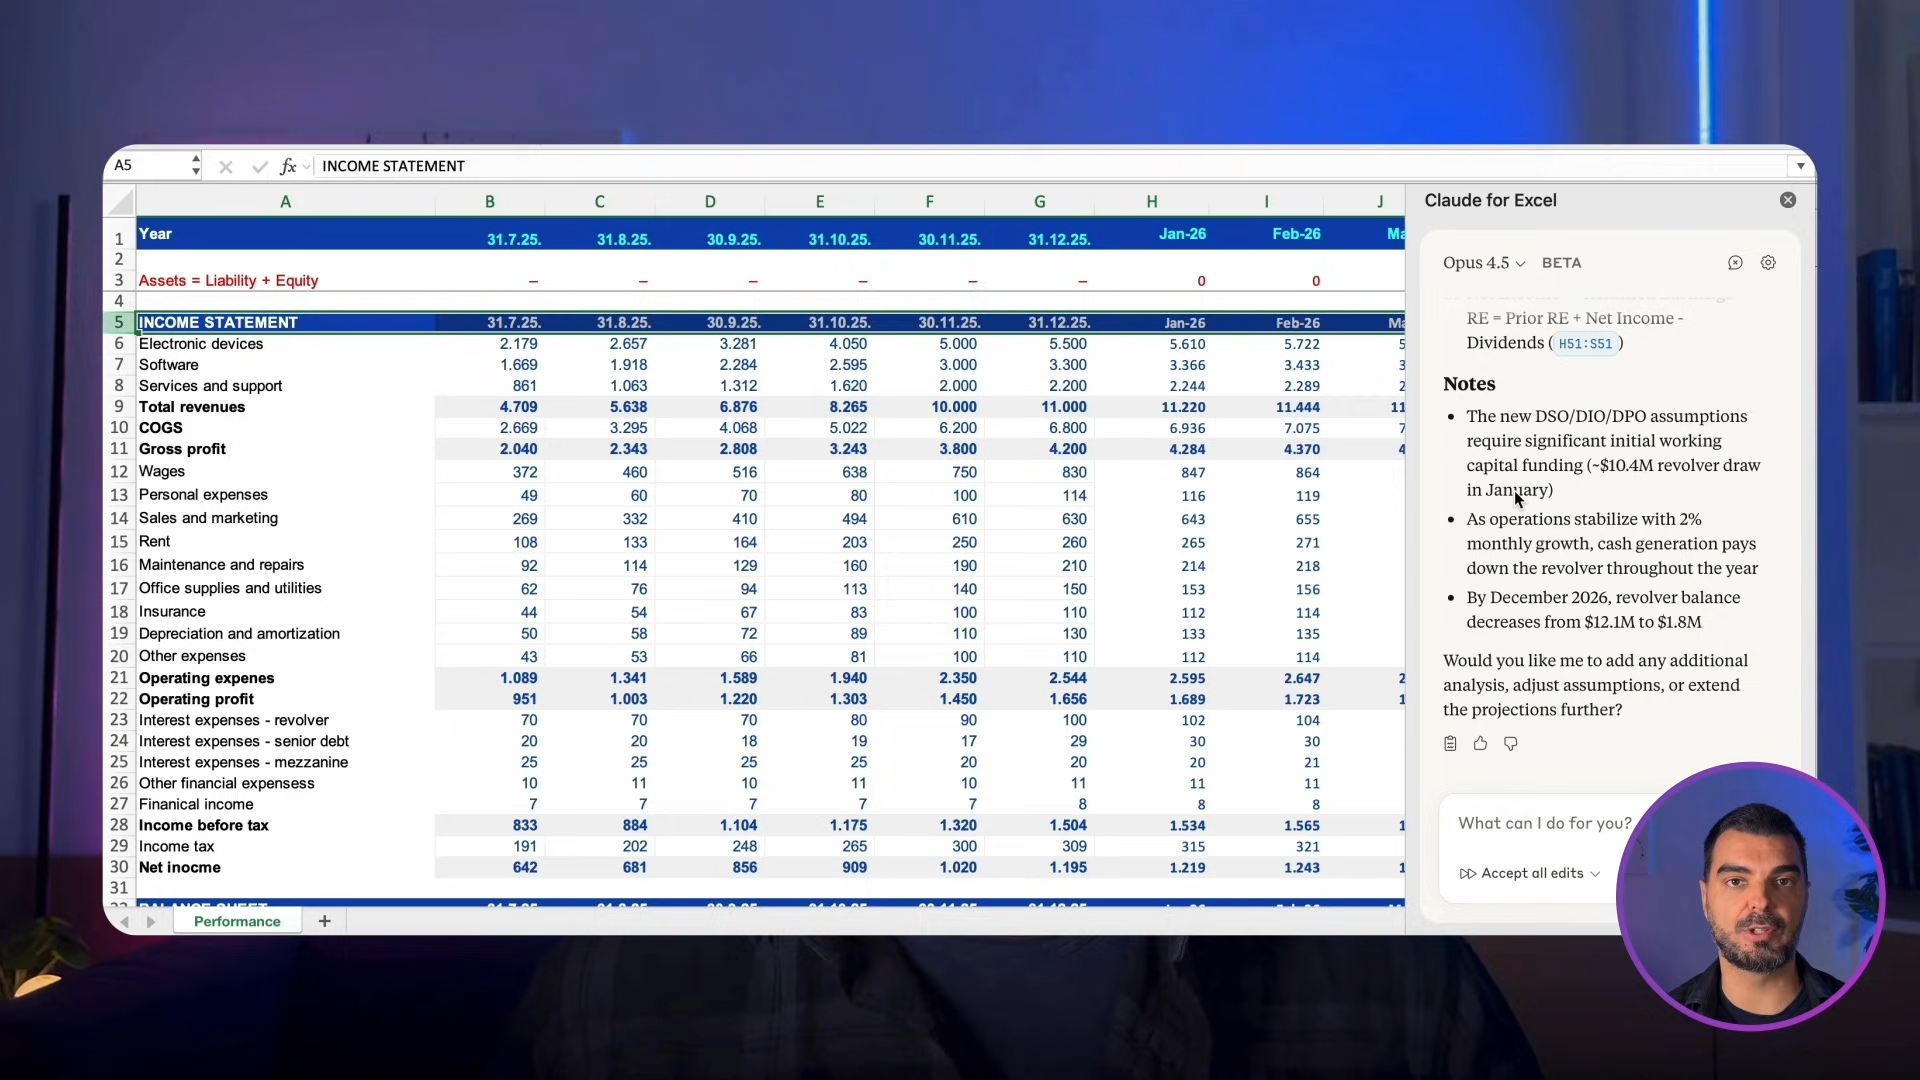 A5 fx INCOME STATEMENT
A B C D E F G H I J
1 Year 31.7.25. 31.8.25. 30.9.25. 31.10.25. 30.11.25. 31.12.25. Jan-26 Feb-26 Ma
2
3 Assets = Liability + Equity – – – – – – 0 0
4
5 INCOME STATEMENT 31.7.25. 31.8.25. 30.9.25. 31.10.25. 30.11.25. 31.12.25. Jan-26 Feb-26 Ma
6 Electronic devices 2.179 2.657 3.281 4.050 5.000 5.500 5.610 5.722 5
7 Software 1.669 1.918 2.284 2.595 3.000 3.300 3.366 3.433 3
8 Services and support 861 1.063 1.312 1.620 2.000 2.200 2.244 2.289 2
9 Total revenues 4.709 5.638 6.876 8.265 10.000 11.000 11.220 11.444 11
10 COGS 2.669 3.295 4.068 5.022 6.200 6.800 6.936 7.075 7
11 Gross profit 2.040 2.343 2.808 3.243 3.800 4.200 4.284 4.370 4
12 Wages 372 460 516 638 750 830 847 864
13 Personal expenses 49 60 70 80 100 114 116 119
14 Sales and marketing 269 332 410 494 610 630 643 655
15 Rent 108 133 164 203 250 260 265 271
16 Maintenance and repairs 92 114 129 160 190 210 214 218
17 Office supplies and utilities 62 76 94 113 140 150 153 156
18 Insurance 44 54 67 83 100 110 112 114
19 Depreciation and amortization 50 58 72 89 110 130 133 135
20 Other expenses 43 53 66 81 100 110 112 114
21 Operating expenes 1.089 1.341 1.589 1.940 2.350 2.544 2.595 2.647 2
22 Operating profit 951 1.003 1.220 1.303 1.450 1.656 1.689 1.723 1
23 Interest expenses - revolver 70 70 70 80 90 100 102 104
24 Interest expenses - senior debt 20 20 18 19 17 29 30 30
25 Interest expenses - mezzanine 25 25 25 25 20 20 20 21
26 Other financial expensess 10 11 10 11 10 11 11 11
27 Finanical income 7 7 7 7 7 8 8 8
28 Income before tax 833 884 1.104 1.175 1.320 1.504 1.534 1.565 1
29 Income tax 191 202 248 265 300 309 315 321
30 Net inocme 642 681 856 909 1.020 1.195 1.219 1.243 1
31
Performance +
Claude for Excel
Opus 4.5 BETA
RE = Prior RE + Net Income -
Dividends ( H51:S51 )
Notes
• The new DSO/DIO/DPO assumptions
require significant initial working
capital funding (~$10.4M revolver draw
in January)
• As operations stabilize with 2%
monthly growth, cash generation pays
down the revolver throughout the year
• By December 2026, revolver balance
decreases from $12.1M to $1.8M
Would you like me to add any additional
analysis, adjust assumptions, or extend
the projections further?
What can I do for you?
Accept all edits